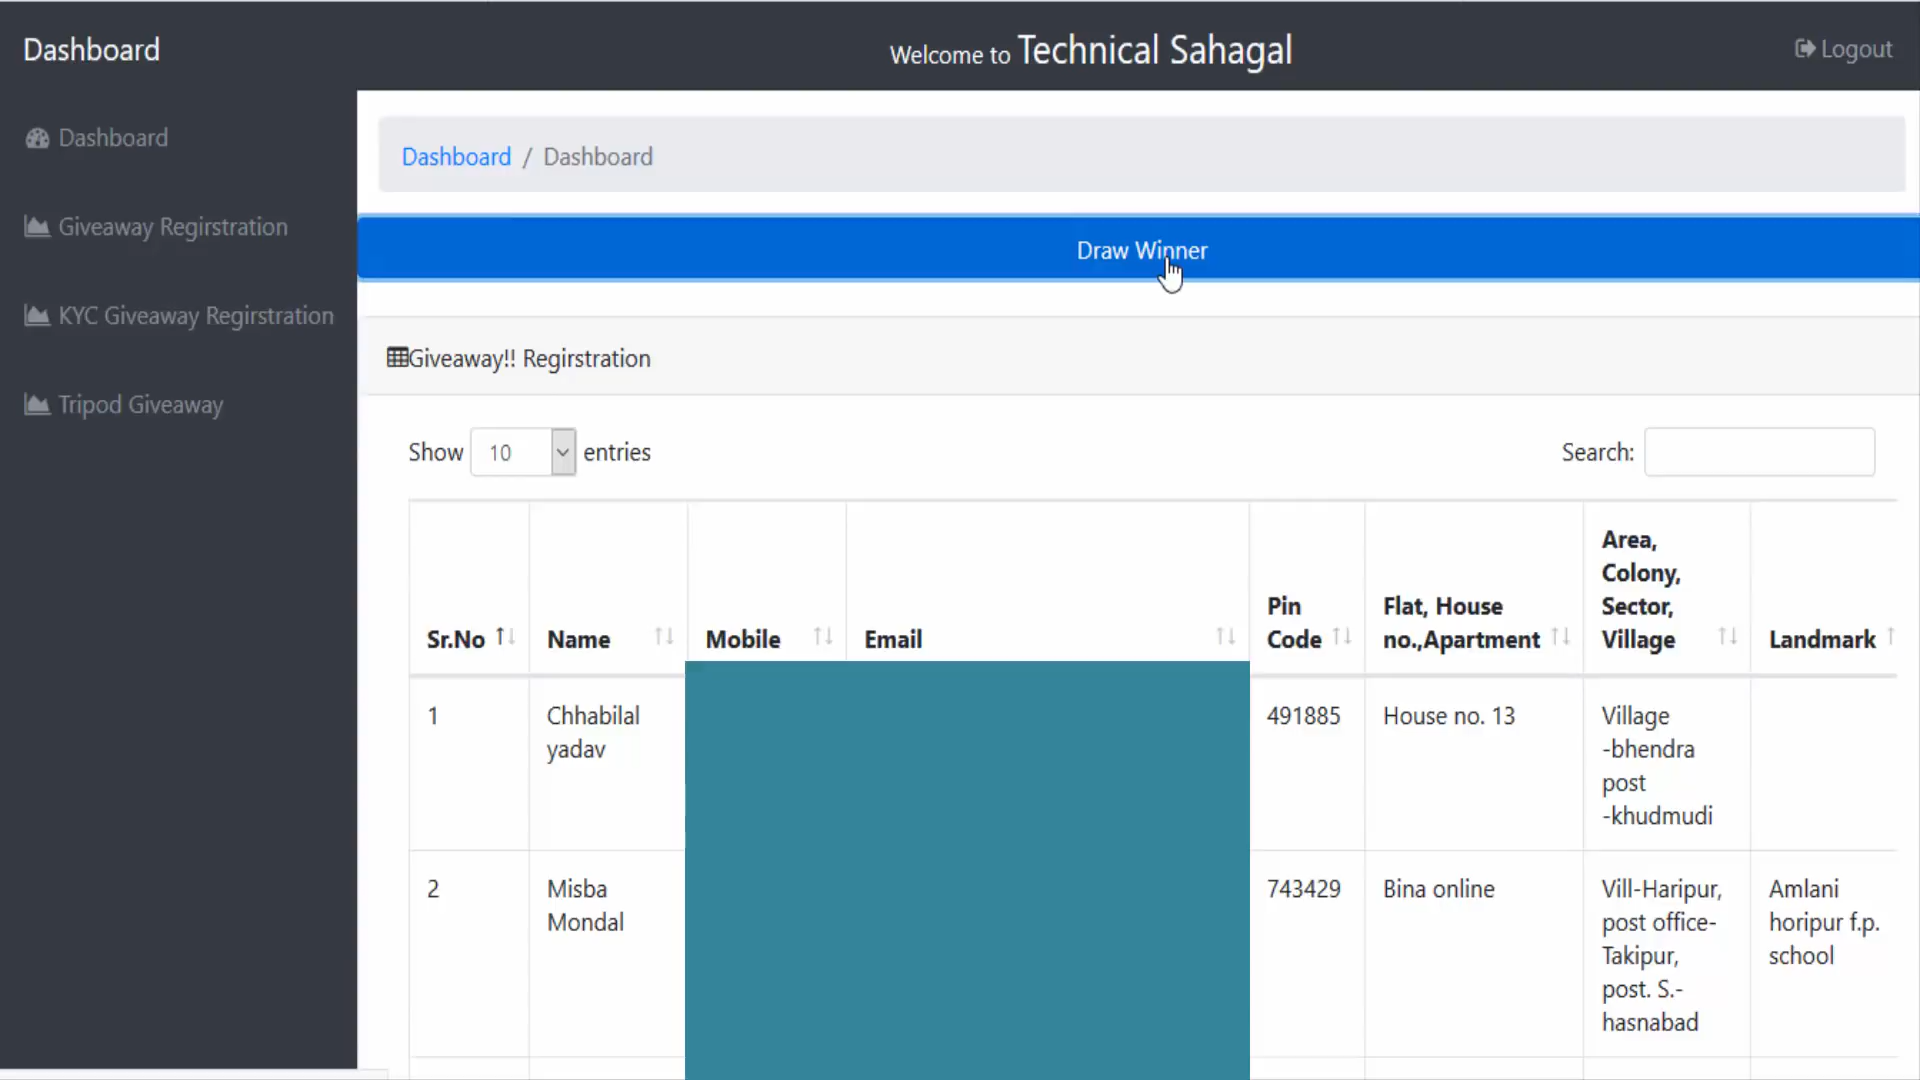 Dashboard
Welcome to Technical Sahagal
Logout
Dashboard
Giveaway Regirstration
KYC Giveaway Regirstration
Tripod Giveaway
Dashboard / Dashboard
Draw Winner
Giveaway!! Regirstration
Show 10 entries
Search:
Sr.No
Name
Mobile
Email
Pin
Code
Flat, House
no.,Apartment
Area,
Colony,
Sector,
Village
Landmark
1
Chhabilal
yadav
491885
House no. 13
Village
-bhendra
post
-khudmudi
2
Misba
Mondal
743429
Bina online
Vill-Haripur,
post office-
Takipur,
post. S.-
hasnabad
Amlani
horipur f.p.
school